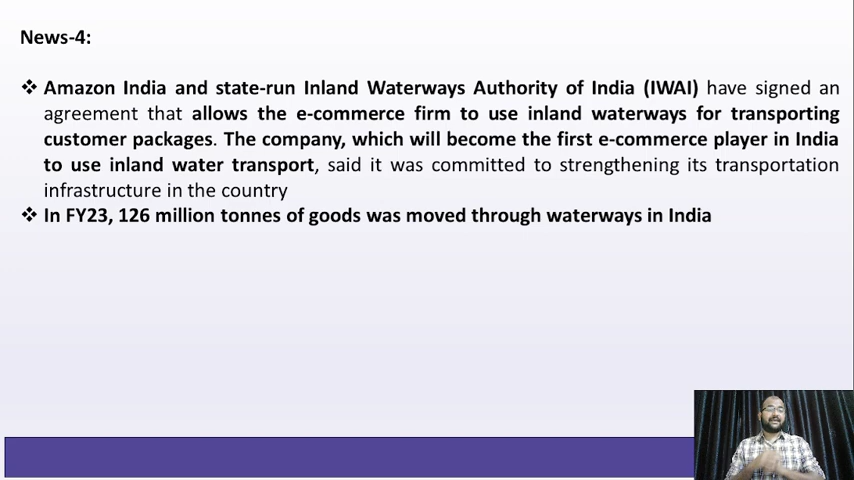 News-4:
❖ Amazon India and state-run Inland Waterways Authority of India (IWAI) have signed an
agreement that allows the e-commerce firm to use inland waterways for transporting
customer packages. The company, which will become the first e-commerce player in India
to use inland water transport, said it was committed to strengthening its transportation
infrastructure in the country
❖ In FY23, 126 million tonnes of goods was moved through waterways in India